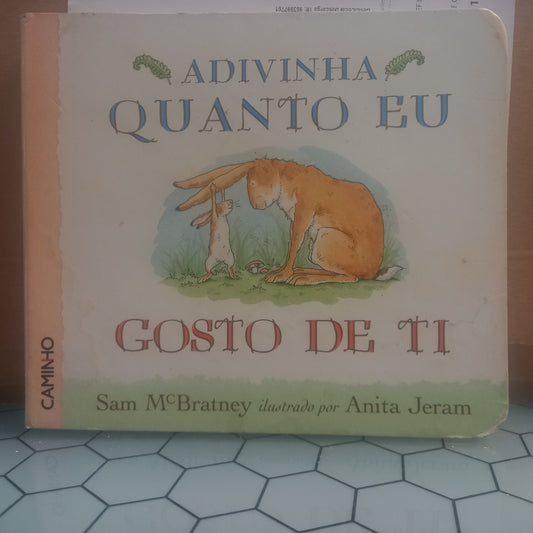 ADIVINHA
QUANTO EU
GOSTO DE TI
Sam McBratney ilustrado por Anita Jeram
CAMINHO